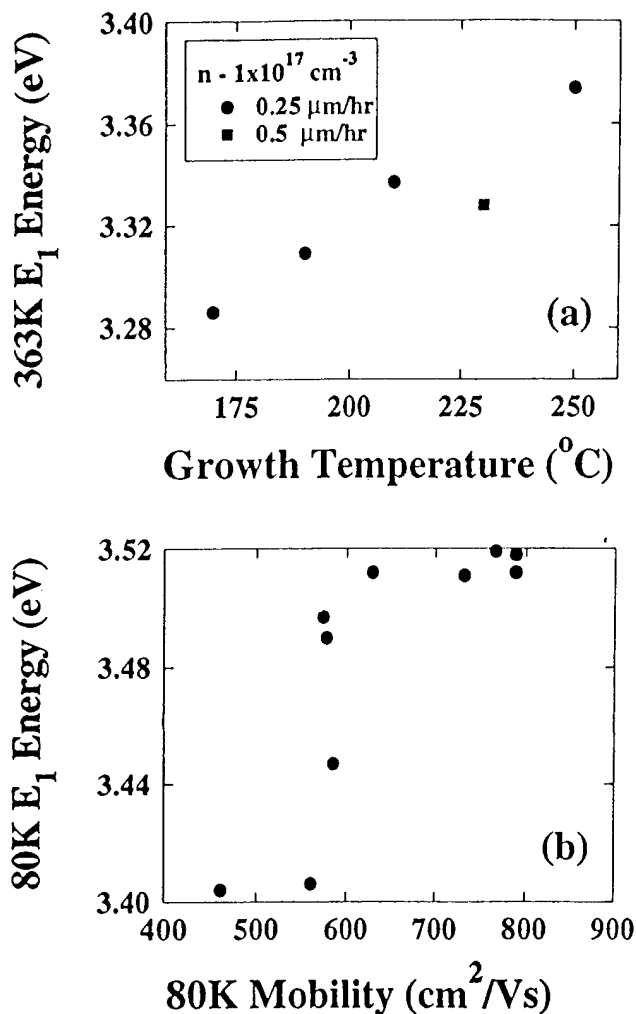 3.40
3.36
3.32
3.28
363K E1 Energy (eV)
n - 1x10^17 cm^-3
● 0.25 μm/hr
■ 0.5 μm/hr
(a)
175 200 225 250
Growth Temperature (°C)
3.52
3.48
3.44
3.40
80K E1 Energy (eV)
(b)
400 500 600 700 800 900
80K Mobility (cm^2/Vs)